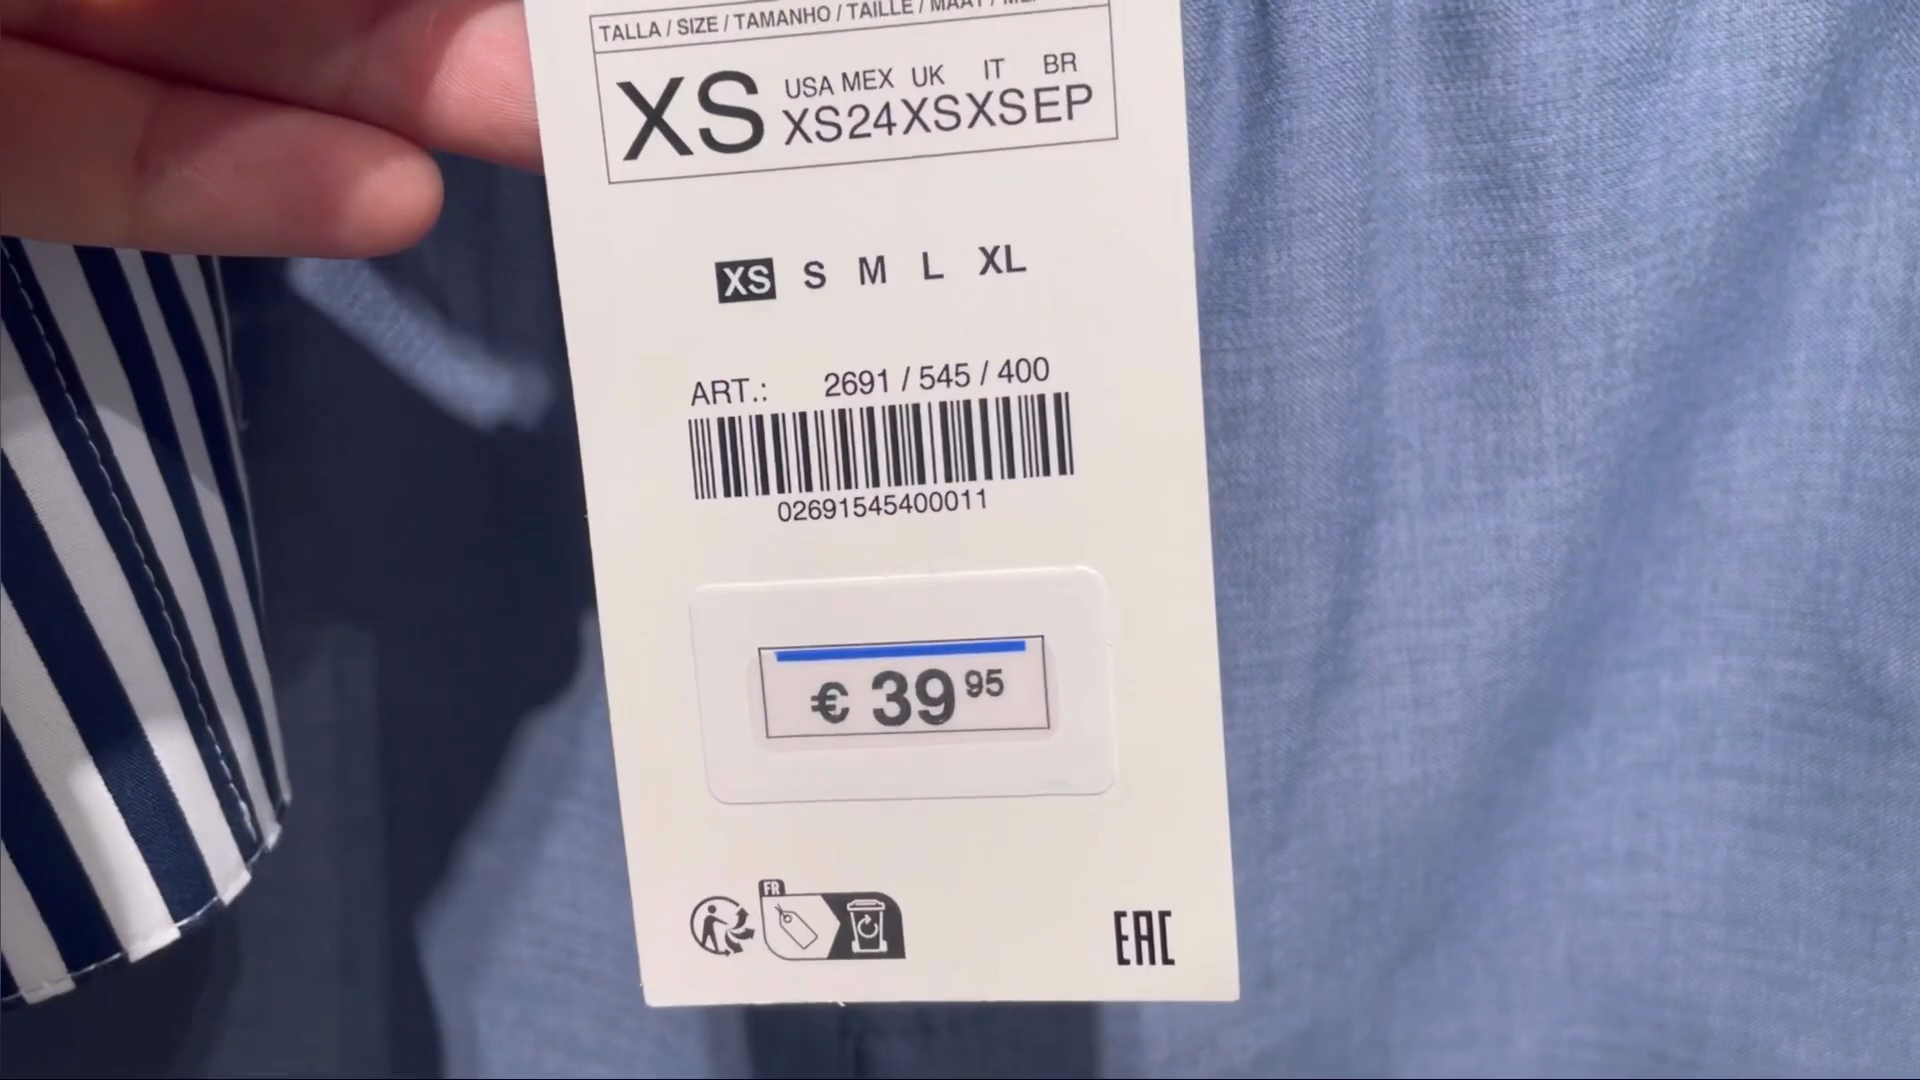 TALLA / SIZE / TAMANHO / TAILLE / MAAT /
USA MEX UK IT BR
XS XS 24 XS XS EP
XS S M L XL
ART.: 2691 / 545 / 400
02691545400011
€ 39 95
FR
EAC